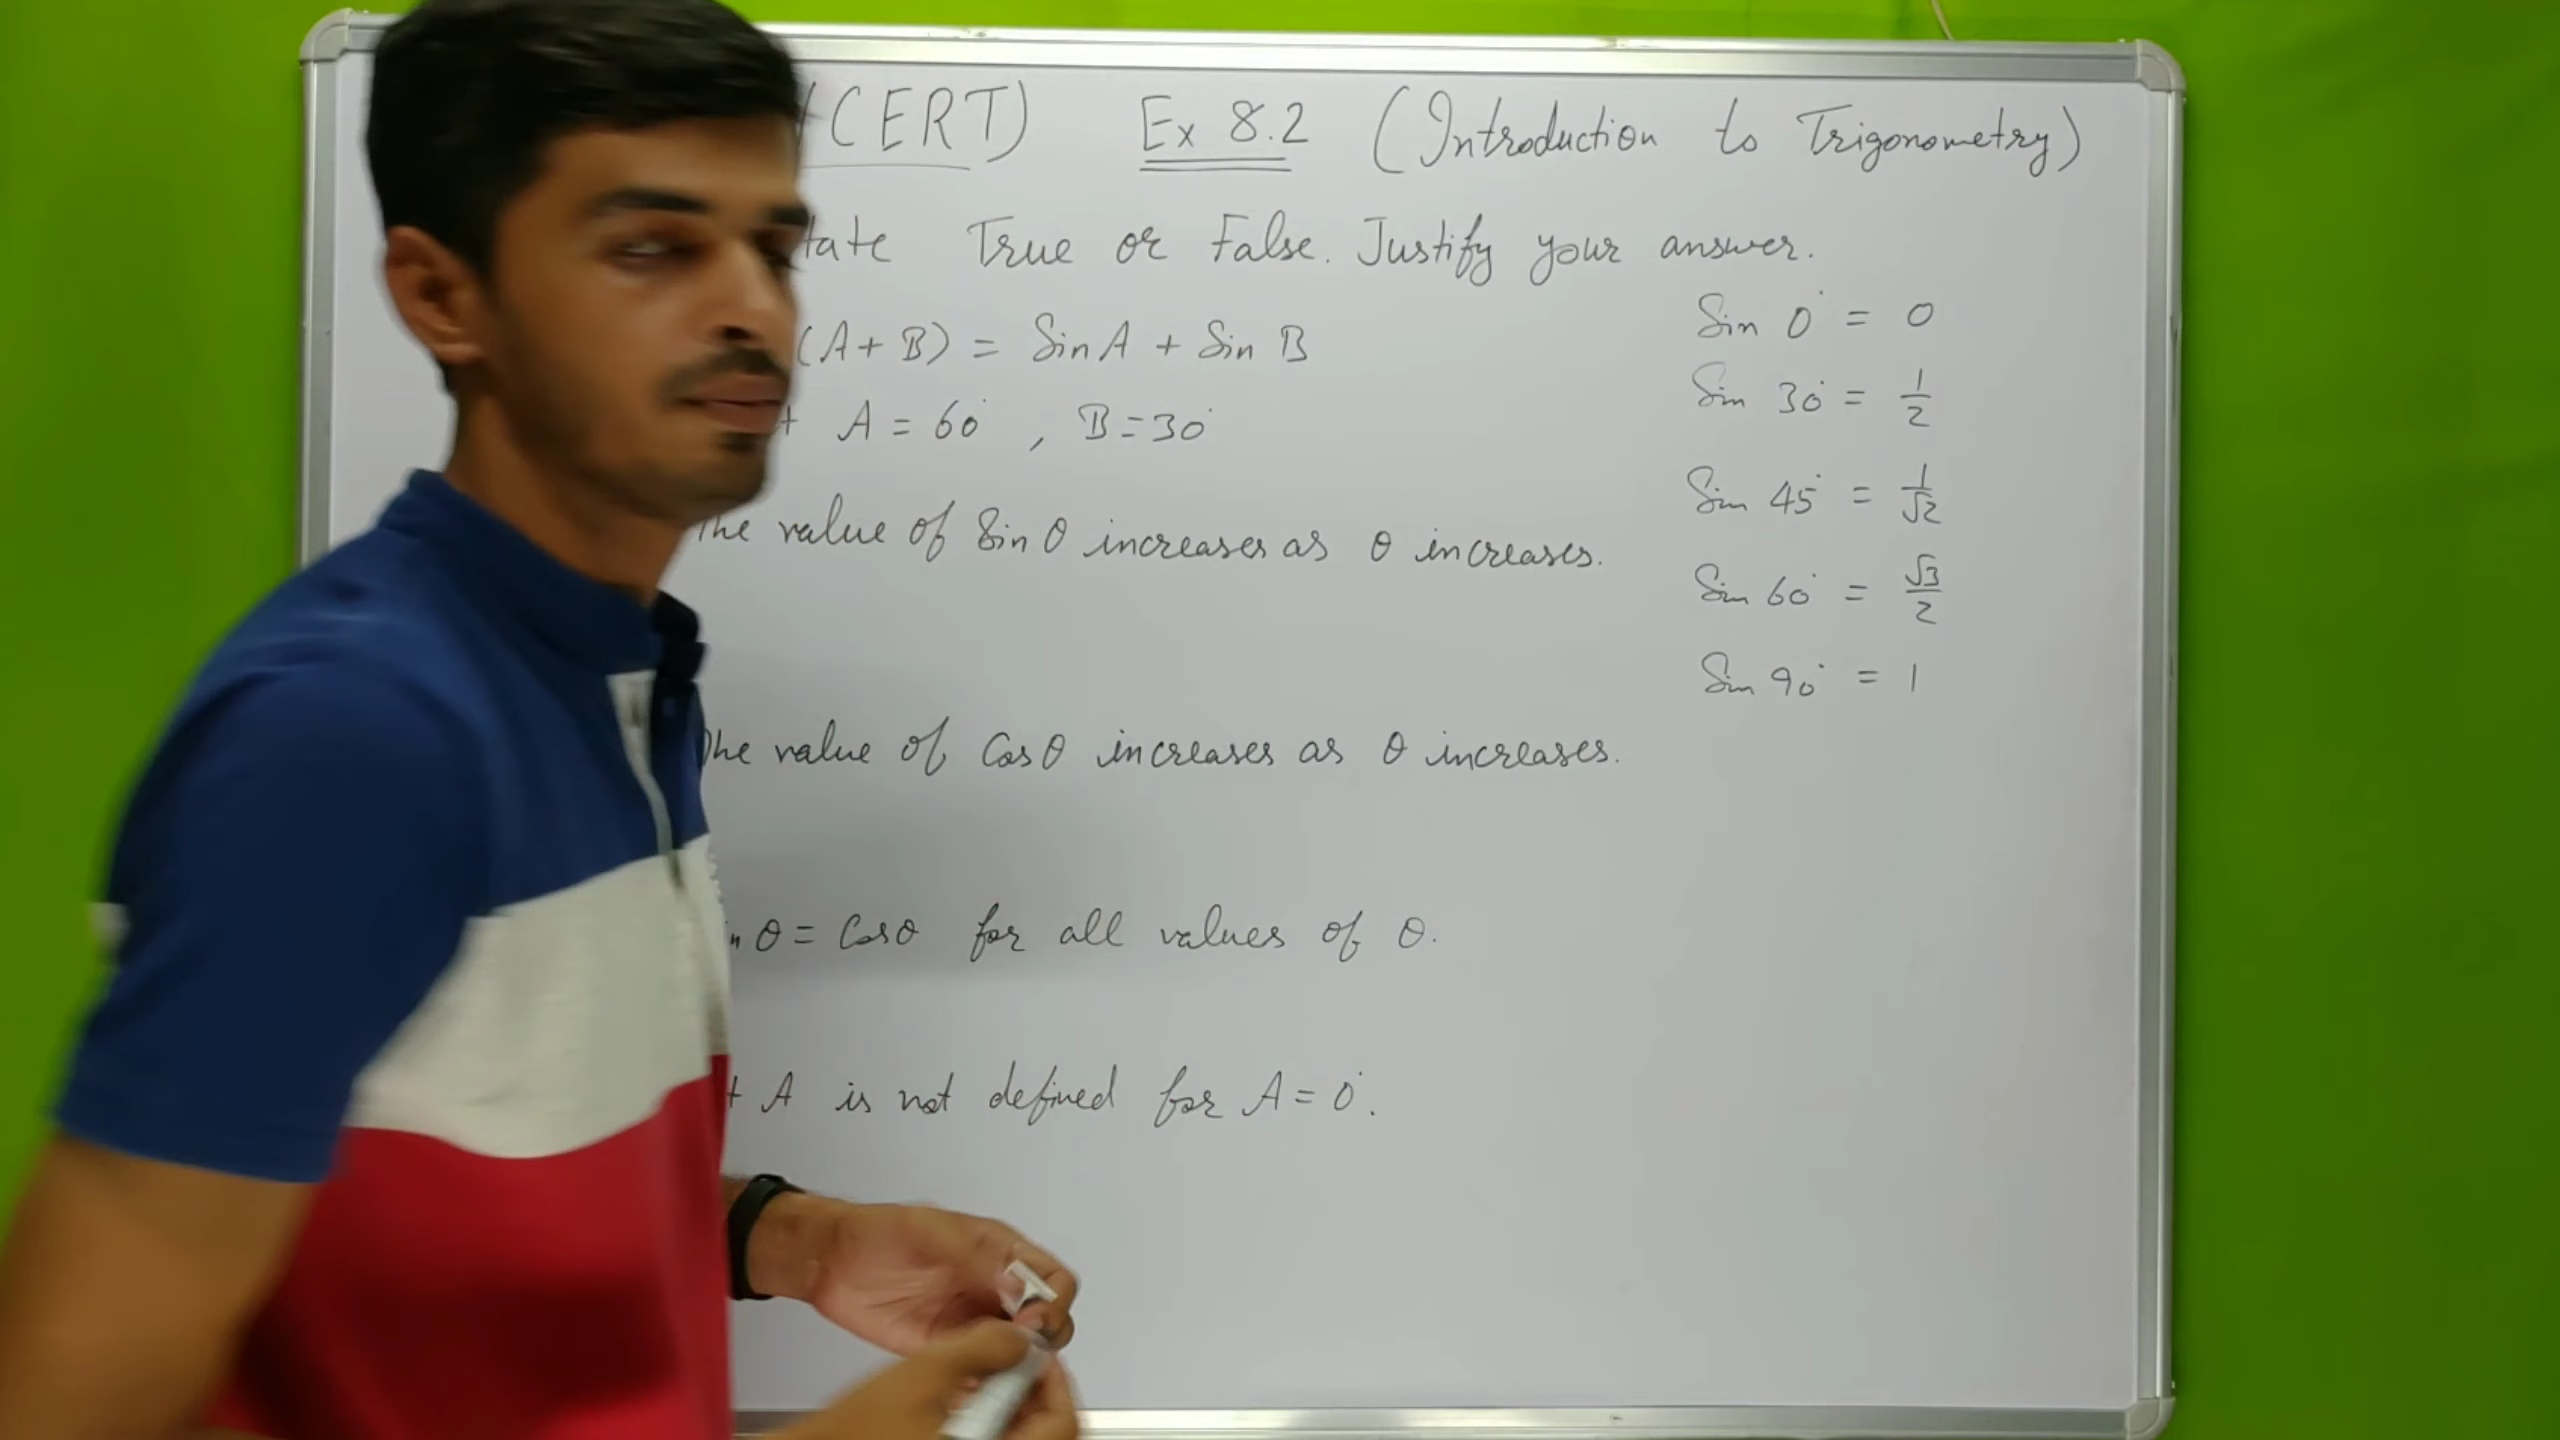 CERT) Ex 8.2 (Introduction to Trigonometry)
True or False. Justify your answer.
(A + B) = Sin A + Sin B
A = 60° , B = 30°
value of Sin θ increases as θ increases.
value of Cos θ increases as θ increases.
θ = Cos θ for all values of θ.
A is not defined for A = 0°.
Sin 0° = 0
Sin 30° = 1/2
Sin 45° = 1/√2
Sin 60° = √3/2
Sin 90° = 1